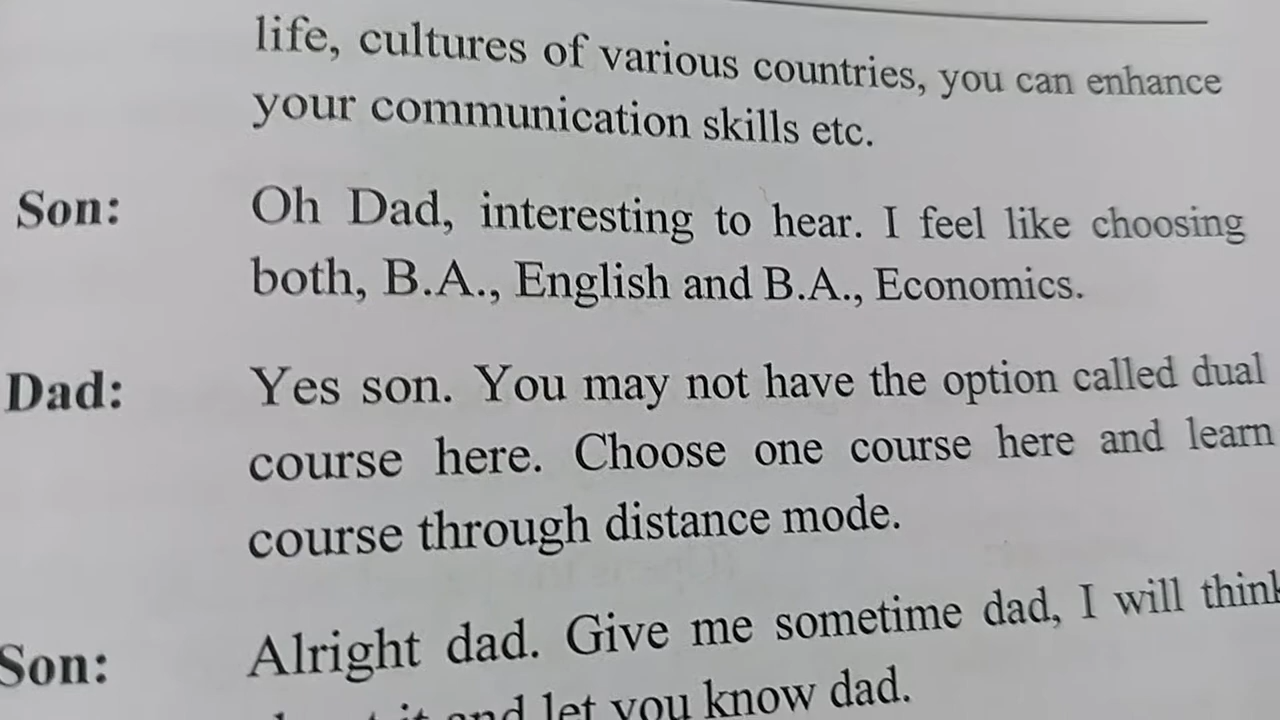 life, cultures of various countries, you can enhance
your communication skills etc.
Son: Oh Dad, interesting to hear. I feel like choosing
both, B.A., English and B.A., Economics.
Dad: Yes son. You may not have the option called dual
course here. Choose one course here and learn
course through distance mode.
Son: Alright dad. Give me sometime dad, I will think
it and let you know dad.